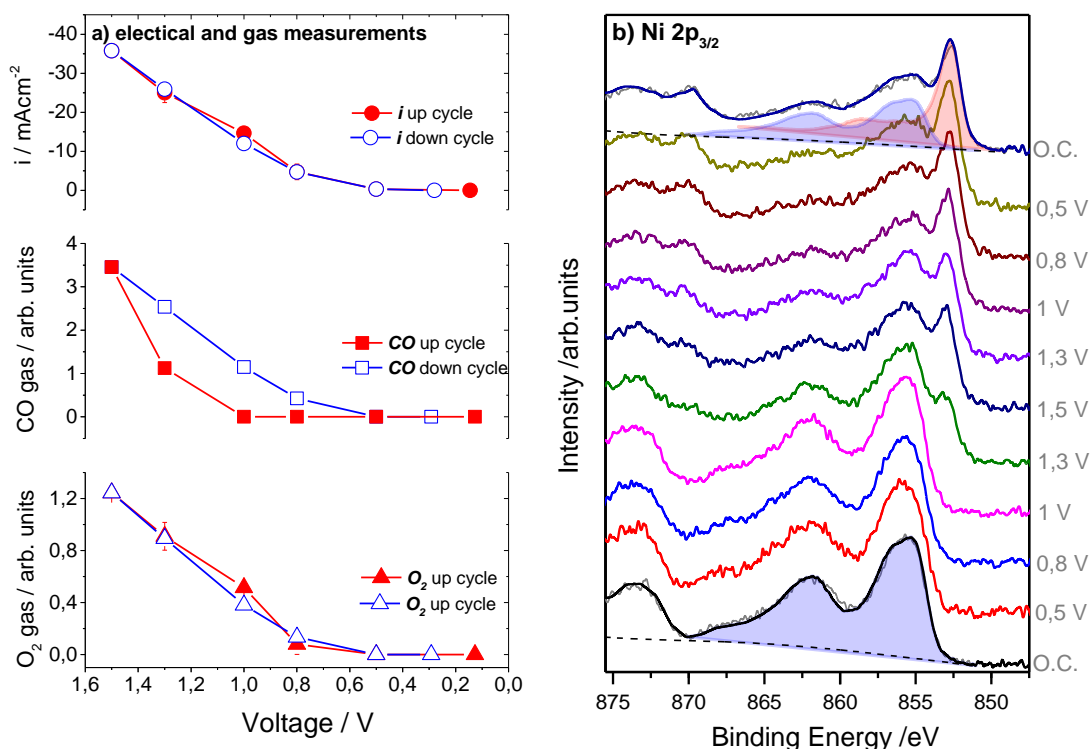 a) electical and gas measurements
i / mAcm⁻²
-40
-30
-20
-10
0
i up cycle
i down cycle
CO gas / arb. units
4
3
2
1
0
CO up cycle
CO down cycle
O₂ gas / arb. units
1,2
0,8
0,4
0,0
O₂ up cycle
O₂ up cycle
1,6 1,4 1,2 1,0 0,8 0,6 0,4 0,2 0,0
Voltage / V
b) Ni 2p₃/₂
Intensity /arb.units
O.C.
0,5 V
0,8 V
1 V
1,3 V
1,5 V
1,3 V
1 V
0,8 V
0,5 V
O.C.
875 870 865 860 855 850
Binding Energy /eV